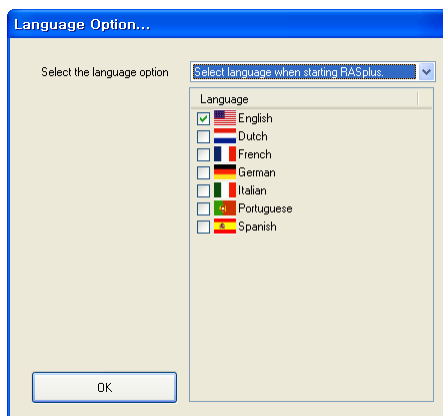 Language Option...
Select the language option
Select language when starting RASplus.
Language
English
Dutch
French
German
Italian
Portuguese
Spanish
OK